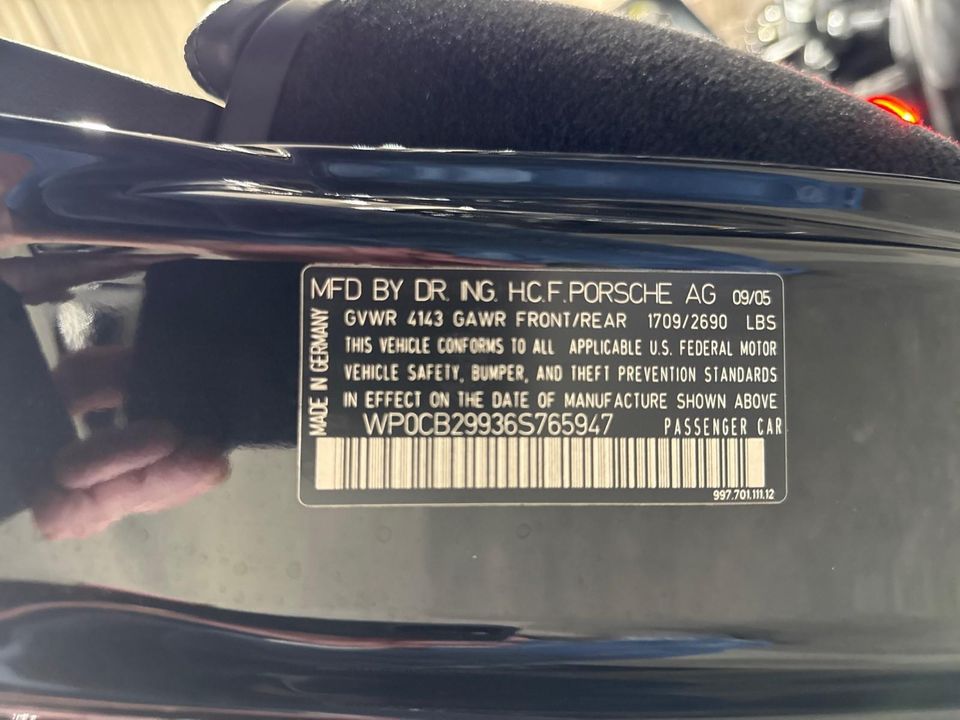 MFD BY DR. ING. H.C.F. PORSCHE AG 09/05
GVWR 4143 GAWR FRONT/REAR 1709/2690 LBS
THIS VEHICLE CONFORMS TO ALL APPLICABLE U.S. FEDERAL MOTOR
VEHICLE SAFETY, BUMPER, AND THEFT PREVENTION STANDARDS
IN EFFECT ON THE DATE OF MANUFACTURE SHOWN ABOVE
WP0CB29936S765947 PASSENGER CAR
997.701.111.12
MADE IN GERMANY